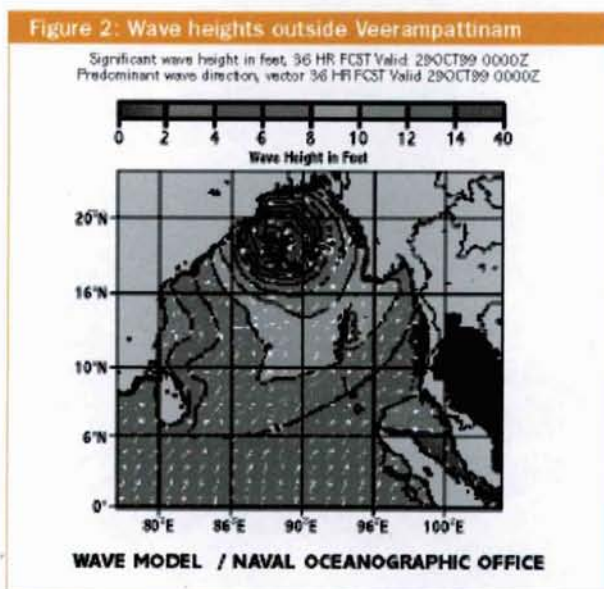 Figure 2: Wave heights outside Veerampattinam
Significant wave height in feet, 36 HR FCST Valid: 29OCT99 0000Z
Predominant wave direction, vector 36 HR FCST Valid 29OCT99 0000Z
0 2 4 6 8 10 12 14 40
Wave Height in Feet
20°N
16°N
10°N
6°N
0°
80°E 86°E 90°E 96°E 100°E
WAVE MODEL / NAVAL OCEANOGRAPHIC OFFICE